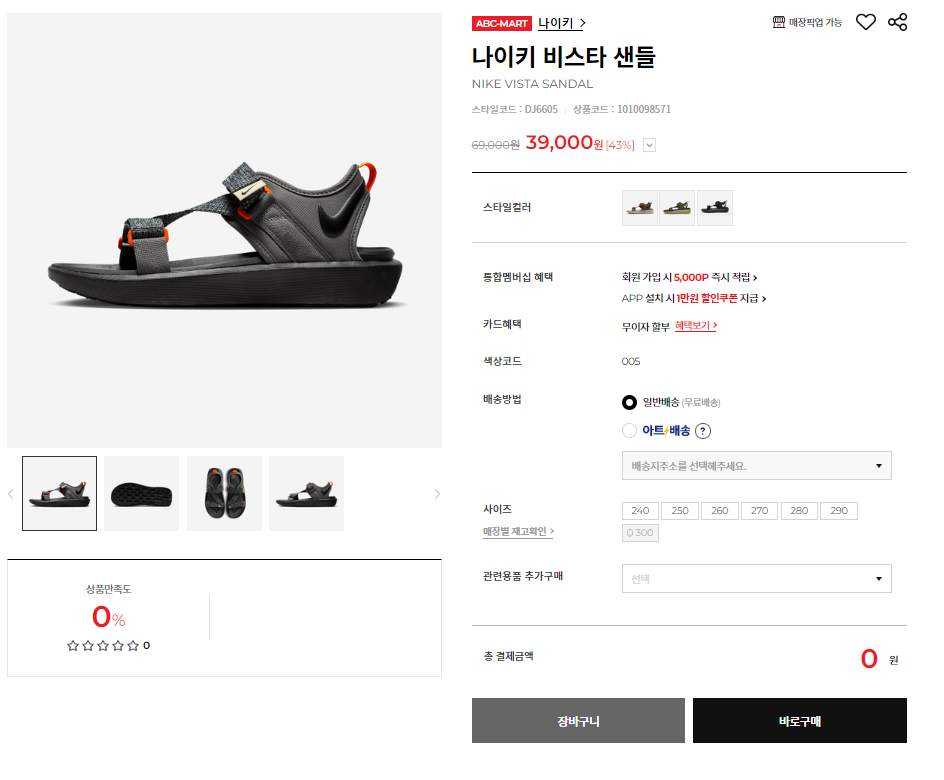 ABC-MART 나이키 >
매장픽업 가능
나이키 비스타 샌들
NIKE VISTA SANDAL
스타일코드 : DJ6605 | 상품코드 : 1010098571
69,000원 39,000원 [43%]
스타일컬러
통합멤버십 혜택
회원 가입 시 5,000P 즉시 적립 >
APP 설치 시 1만원 할인쿠폰 지급 >
카드혜택
무이자 할부 혜택보기 >
색상코드
005
배송방법
일반배송 (무료배송)
아트배송 ?
배송지주소를 선택해주세요.
사이즈
매장별 재고확인 >
240 250 260 270 280 290
300
관련용품 추가구매
선택
총 결제금액
0 원
장바구니 바로구매
상품만족도
0%
☆☆☆☆☆ 0